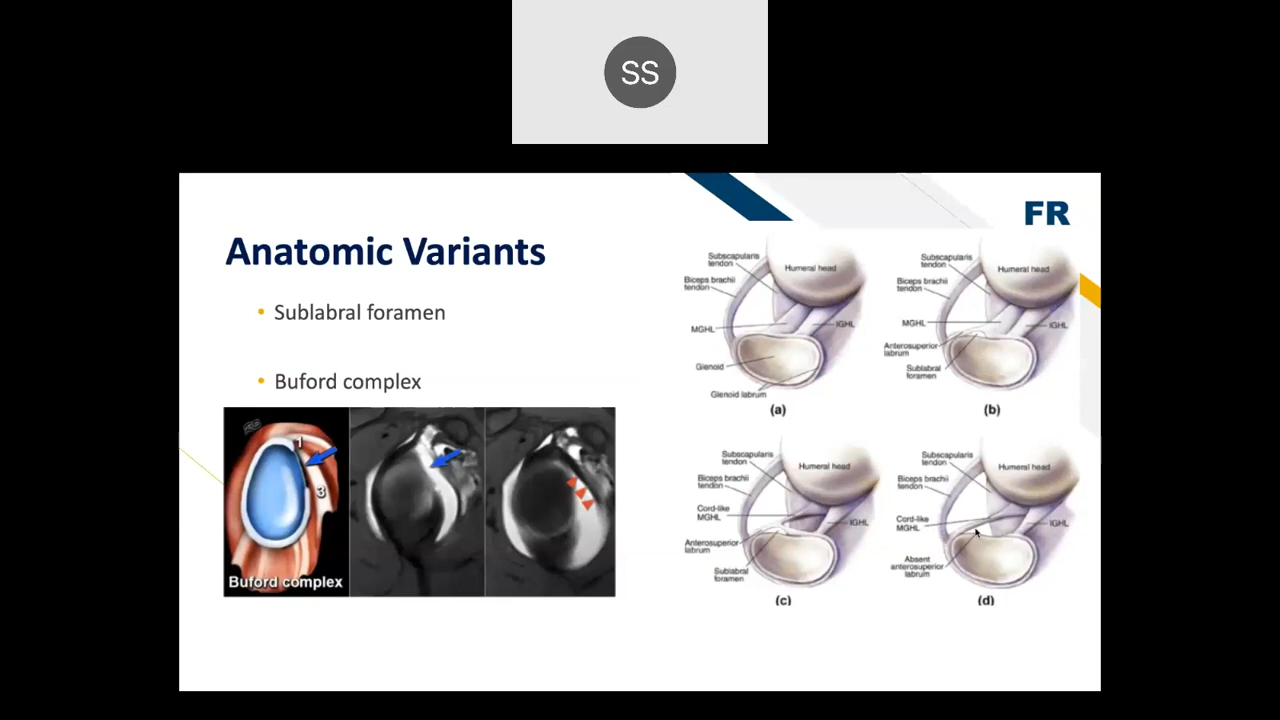 SS
FR
Anatomic Variants
• Sublabral foramen
• Buford complex
1
3
Buford complex
Subscapularis
tendon
Humeral head
Biceps brachii
tendon
MGHL
IGHL
Glenoid
Glenoid labrum
(a)
Subscapularis
tendon
Humeral head
Biceps brachii
tendon
MGHL
IGHL
Anterosuperior
labrum
Sublabral
foramen
(b)
Subscapularis
tendon
Humeral head
Biceps brachii
tendon
Cord-like
MGHL
IGHL
Anterosuperior
labrum
Sublabral
foramen
(c)
Subscapularis
tendon
Humeral head
Biceps brachii
tendon
Cord-like
MGHL
IGHL
Absent
anterosuperior
labrum
(d)